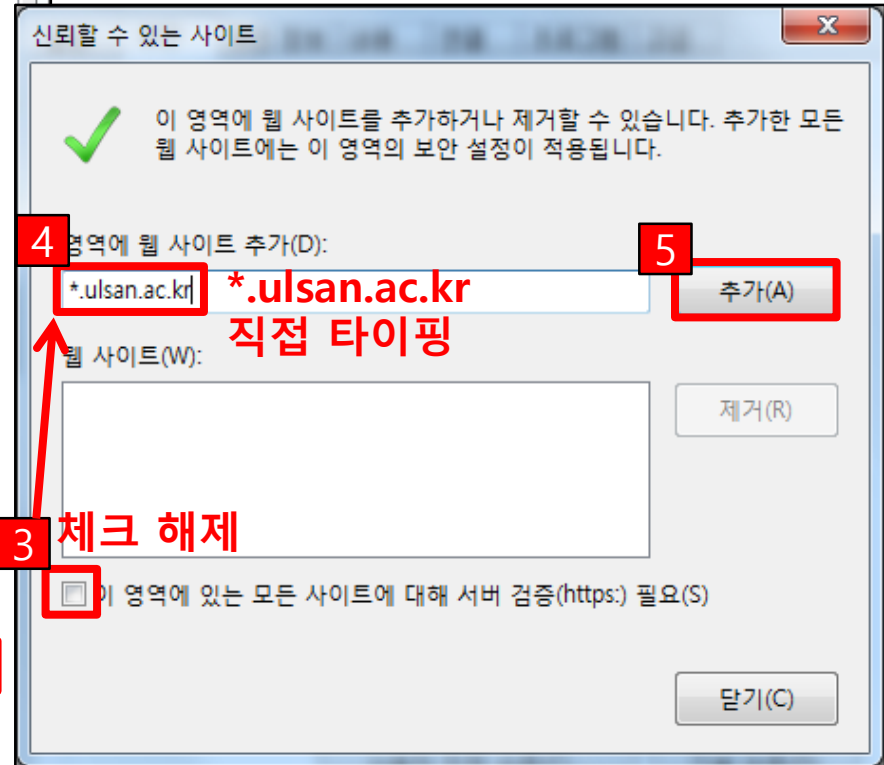 신뢰할 수 있는 사이트
이 영역에 웹 사이트를 추가하거나 제거할 수 있습니다. 추가한 모든
웹 사이트에는 이 영역의 보안 설정이 적용됩니다.
4
영역에 웹 사이트 추가(D):
5
*.ulsan.ac.kr
*.ulsan.ac.kr
추가(A)
직접 타이핑
웹 사이트(W):
제거(R)
3
체크 해제
이 영역에 있는 모든 사이트에 대해 서버 검증(https:) 필요(S)
닫기(C)